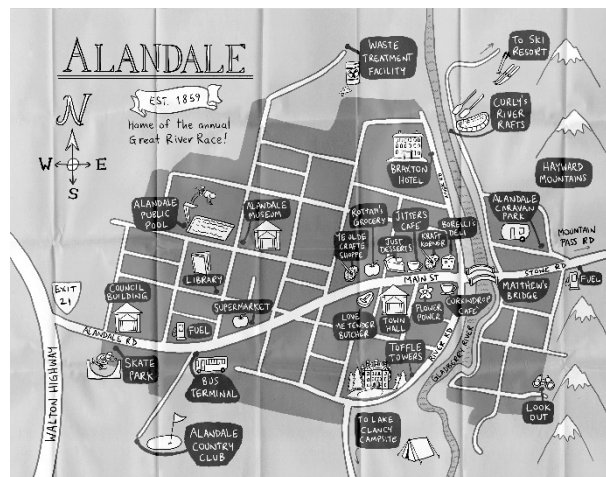 ALANDALE
EST. 1859
Home of the annual
Great River Race!
N
W
E
S
WASTE
TREATMENT
FACILITY
TO SKI
RESORT
CURLY'S
RIVER
RAFTS
BRAXTON
HOTEL
HAYWARD
MOUNTAINS
ALANDALE
PUBLIC
POOL
ALANDALE
MUSEUM
ROTTAM'S
GROCERY
JITTERS
CAFE
BORELLI'S
DELI
ALANDALE
CARAVAN
PARK
YE OLDE
CRAFTE
SHOPPE
JUST
DESSERTS
KRAFT
KORNER
MOUNTAIN
PASS RD
LIBRARY
MAIN ST
STONE RD
EXIT
21
COUNCIL
BUILDING
SUPERMARKET
MATTHEW'S
BRIDGE
FUEL
ALANDALE RD
FUEL
LOVE
ME TENDER
BUTCHER
TOWN
HALL
FLOWER
POWER
CAFE
TOFFLE
TOWERS
RIVER RD
RIVER
WALTON HIGHWAY
SKATE
PARK
BUS
TERMINAL
LOOK
OUT
ALANDALE
COUNTRY
CLUB
TO LAKE
CLANCY
CAMPSITE